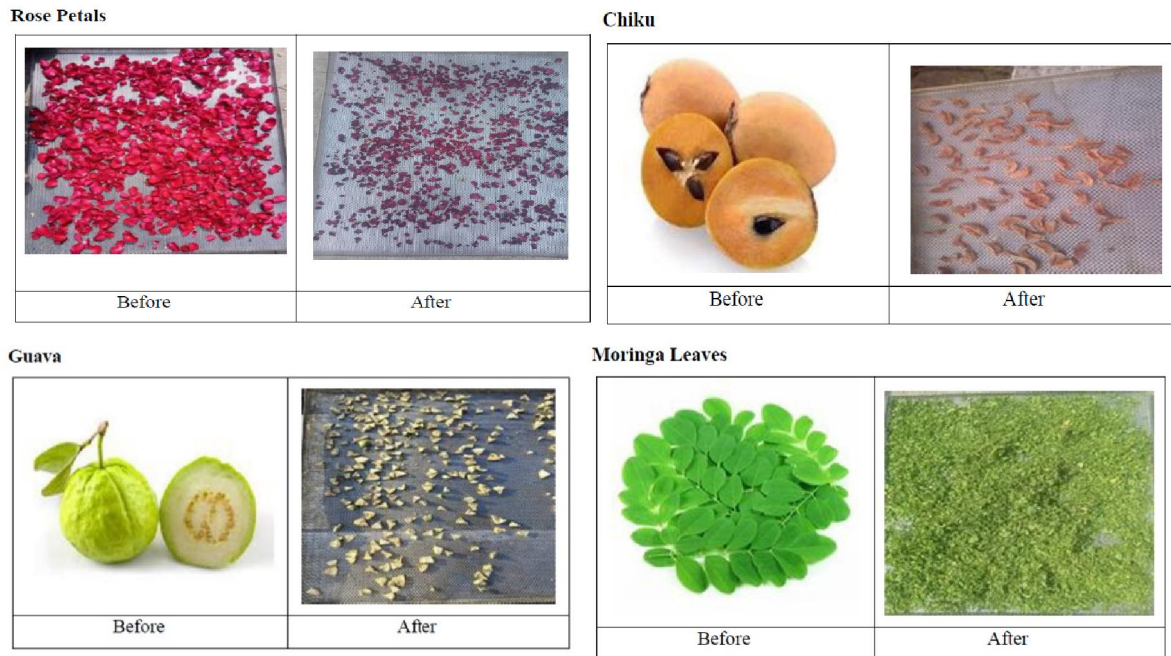 Rose Petals
Before After
Chiku
Before After
Guava
Before After
Moringa Leaves
Before After